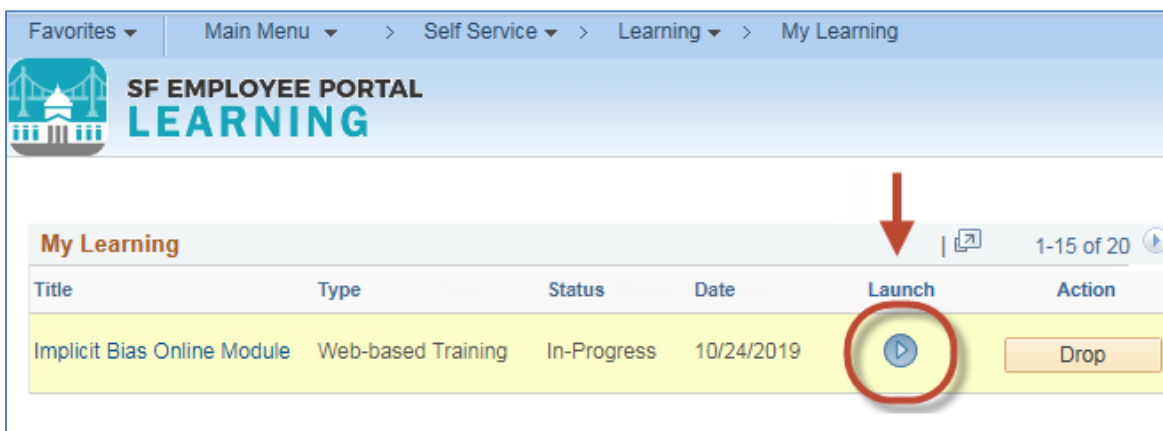 Favorites Main Menu > Self Service > Learning > My Learning
SF EMPLOYEE PORTAL
LEARNING
My Learning | 1-15 of 20
Title Type Status Date Launch Action
Implicit Bias Online Module Web-based Training In-Progress 10/24/2019 Drop